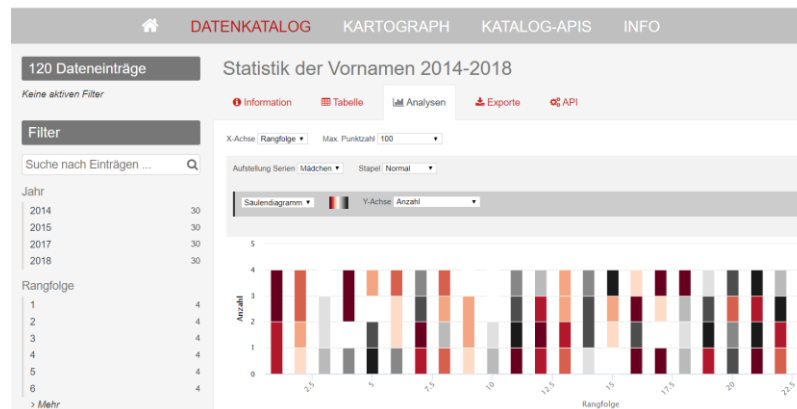 DATENKATALOG KARTOGRAPH KATALOG-APIS INFO
120 Dateneinträge
Keine aktiven Filter
Filter
Suche nach Einträgen ...
Jahr
2014 30
2015 30
2017 30
2018 30
Rangfolge
1 4
2 4
3 4
4 4
5 4
6 4
> Mehr
Statistik der Vornamen 2014-2018
Information Tabelle Analysen Exporte API
X-Achse Rangfolge Max. Punktzahl 100
Aufstellung Serien Mädchen Stapel Normal
Säulendiagramm Y-Achse Anzahl
5
4
3
2
1
0
Anzahl
2.5 5 7.5 10 12.5 15 17.5 20 22.5
Rangfolge